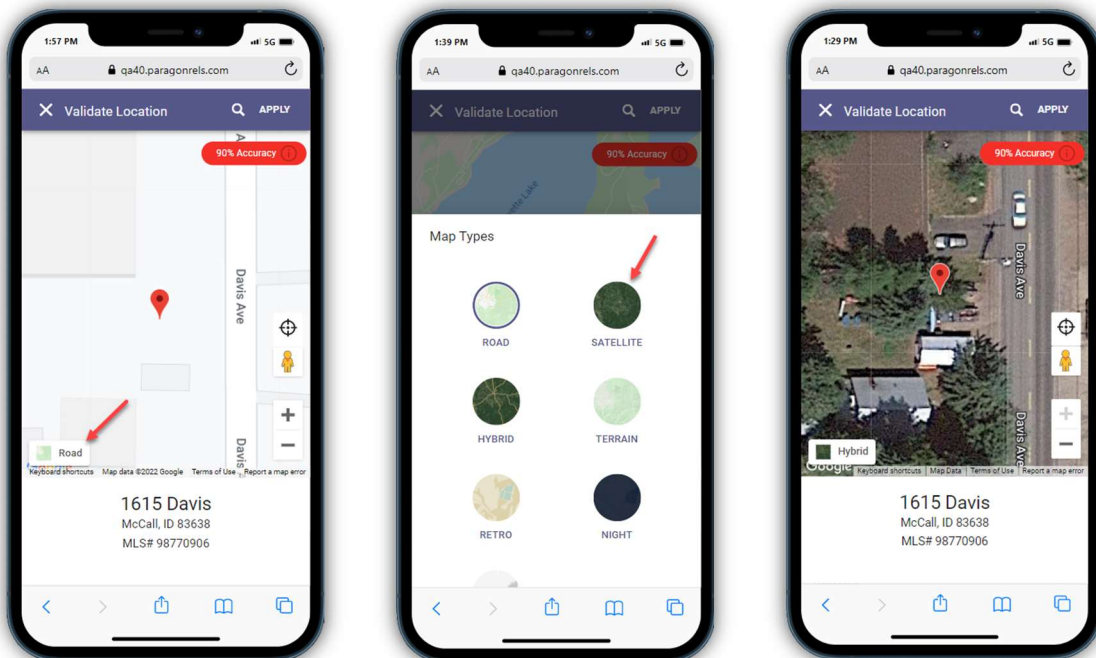 1:57 PM
5G
AA
qa40.paragonrels.com
Validate Location
APPLY
90% Accuracy
A
Davis Ave
Davis
Road
Keyboard shortcuts Map data ©2022 Google Terms of Use Report a map error
1615 Davis
McCall, ID 83638
MLS# 98770906
1:39 PM
5G
AA
qa40.paragonrels.com
Validate Location
APPLY
90% Accuracy
ette Lake
Map Types
ROAD
SATELLITE
HYBRID
TERRAIN
RETRO
NIGHT
1:29 PM
5G
AA
qa40.paragonrels.com
Validate Location
APPLY
90% Accuracy
Davis Ave
Davis Ave
Hybrid
Google
Keyboard shortcuts Map Data Terms of Use Report a map error
1615 Davis
McCall, ID 83638
MLS# 98770906